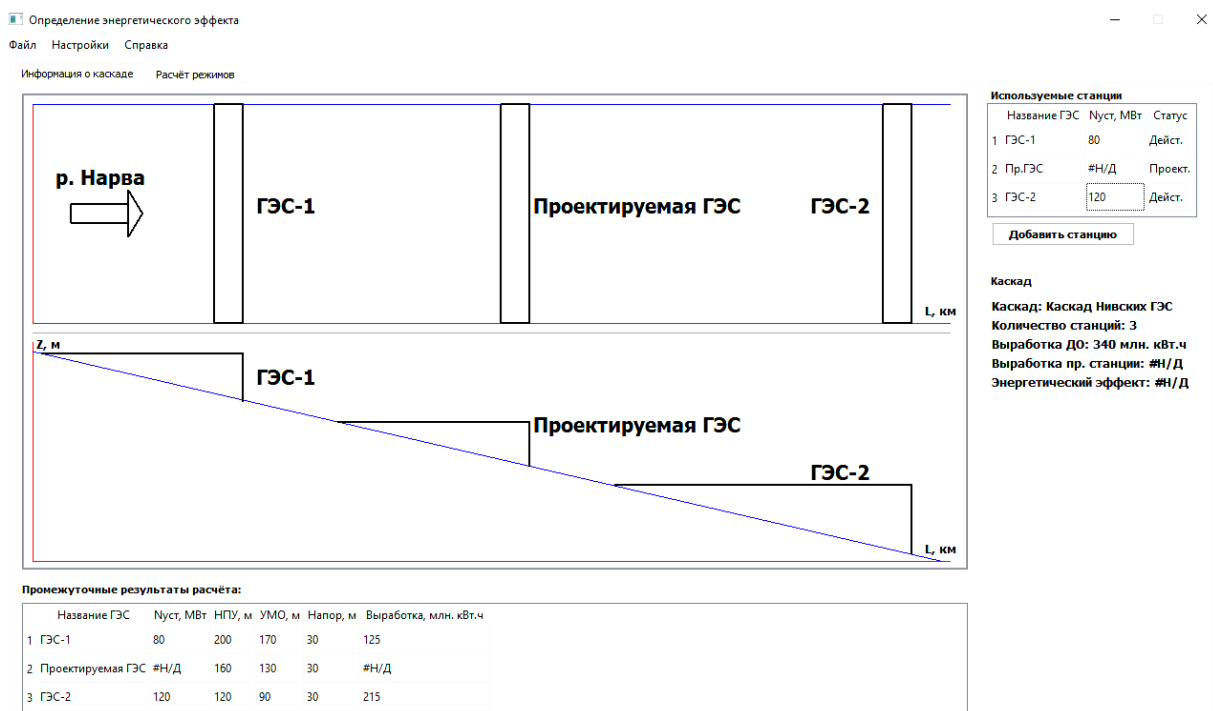 Определение энергетического эффекта
Файл Настройки Справка
Информация о каскаде Расчёт режимов
р. Нарва
ГЭС-1
Проектируемая ГЭС
ГЭС-2
L, км
Z, м
ГЭС-1
Проектируемая ГЭС
ГЭС-2
L, км
Используемые станции
Название ГЭС Nуст, МВт Статус
1 ГЭС-1 80 Дейст.
2 Пр.ГЭС #Н/Д Проект.
3 ГЭС-2 120 Дейст.
Добавить станцию
Каскад
Каскад: Каскад Нивских ГЭС
Количество станций: 3
Выработка ДО: 340 млн. кВт.ч
Выработка пр. станции: #Н/Д
Энергетический эффект: #Н/Д
Промежуточные результаты расчёта:
Название ГЭС Nуст, МВт НПУ, м УМО, м Напор, м Выработка, млн. кВт.ч
1 ГЭС-1 80 200 170 30 125
2 Проектируемая ГЭС #Н/Д 160 130 30 #Н/Д
3 ГЭС-2 120 120 90 30 215